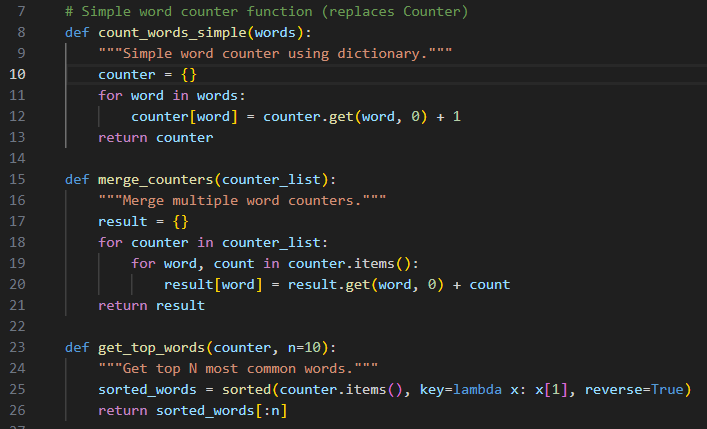 7 # Simple word counter function (replaces Counter)
8 def count_words_simple(words):
9     """Simple word counter using dictionary."""
10     counter = {}
11     for word in words:
12         counter[word] = counter.get(word, 0) + 1
13     return counter
14
15 def merge_counters(counter_list):
16     """Merge multiple word counters."""
17     result = {}
18     for counter in counter_list:
19         for word, count in counter.items():
20             result[word] = result.get(word, 0) + count
21     return result
22
23 def get_top_words(counter, n=10):
24     """Get top N most common words."""
25     sorted_words = sorted(counter.items(), key=lambda x: x[1], reverse=True)
26     return sorted_words[:n]
27